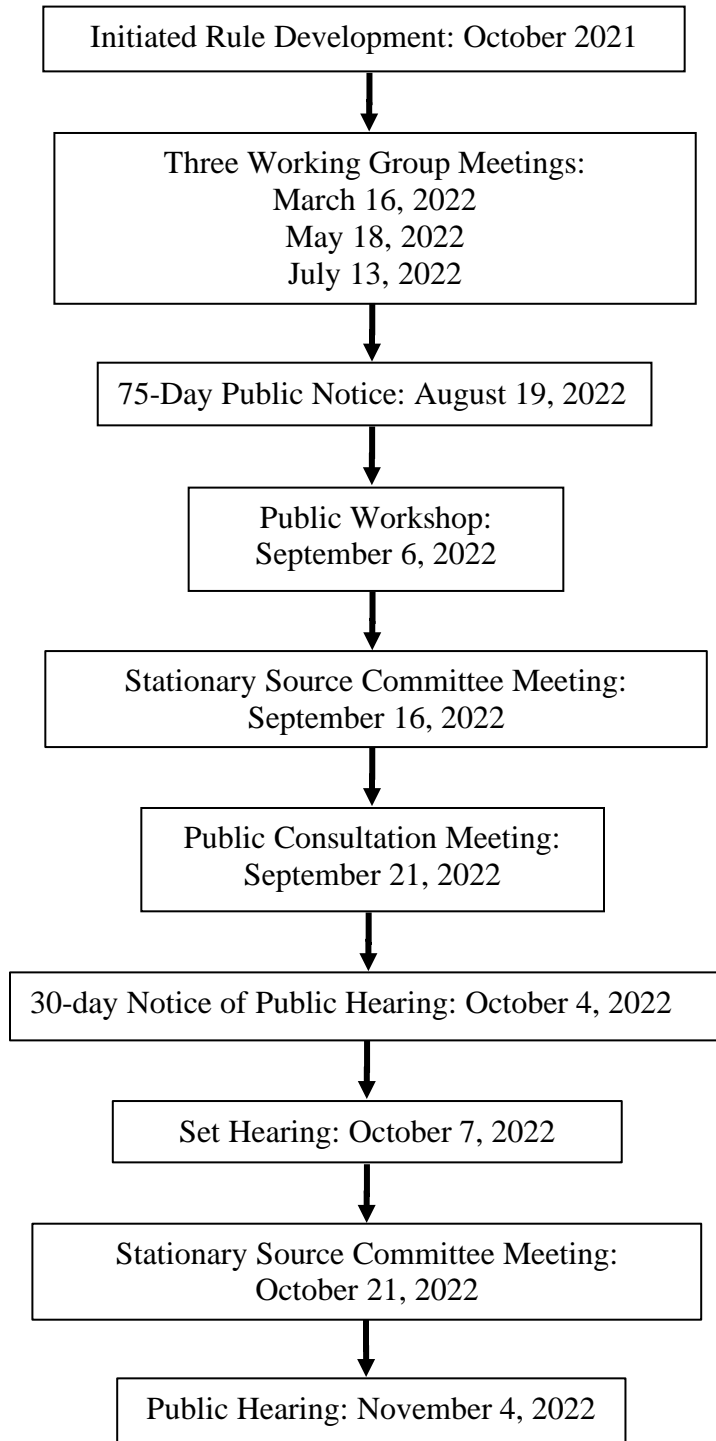 Initiated Rule Development: October 2021
Three Working Group Meetings:
March 16, 2022
May 18, 2022
July 13, 2022
75-Day Public Notice: August 19, 2022
Public Workshop:
September 6, 2022
Stationary Source Committee Meeting:
September 16, 2022
Public Consultation Meeting:
September 21, 2022
30-day Notice of Public Hearing: October 4, 2022
Set Hearing: October 7, 2022
Stationary Source Committee Meeting:
October 21, 2022
Public Hearing: November 4, 2022